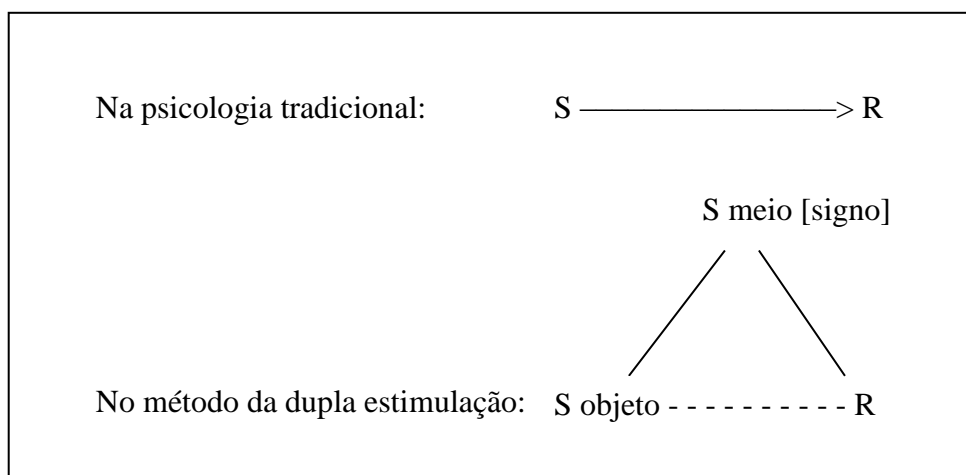 Na psicologia tradicional: S ————————> R
S meio [signo]
No método da dupla estimulação: S objeto - - - - - - - - - - R